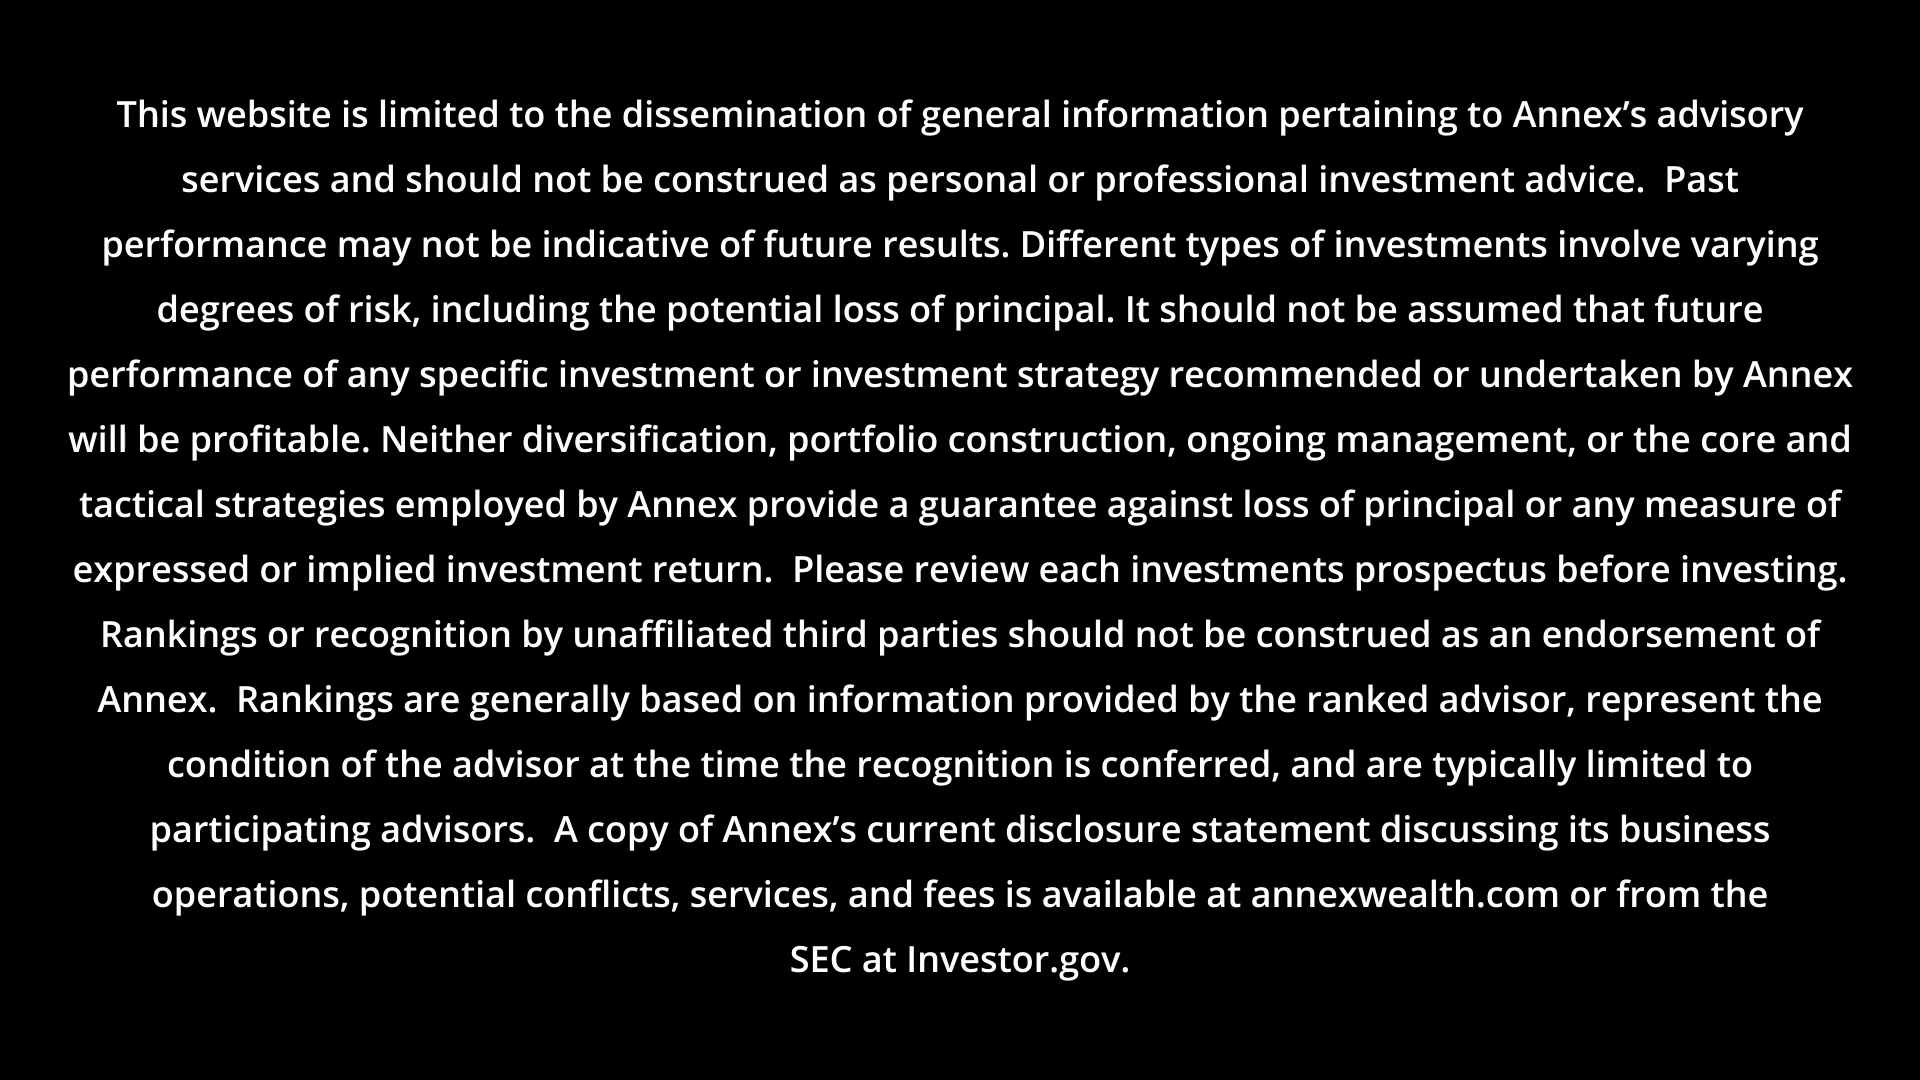 This website is limited to the dissemination of general information pertaining to Annex’s advisory
services and should not be construed as personal or professional investment advice.  Past
performance may not be indicative of future results. Different types of investments involve varying
degrees of risk, including the potential loss of principal. It should not be assumed that future
performance of any specific investment or investment strategy recommended or undertaken by Annex
will be profitable. Neither diversification, portfolio construction, ongoing management, or the core and
tactical strategies employed by Annex provide a guarantee against loss of principal or any measure of
expressed or implied investment return.  Please review each investments prospectus before investing.
Rankings or recognition by unaffiliated third parties should not be construed as an endorsement of
Annex.  Rankings are generally based on information provided by the ranked advisor, represent the
condition of the advisor at the time the recognition is conferred, and are typically limited to
participating advisors.  A copy of Annex’s current disclosure statement discussing its business
operations, potential conflicts, services, and fees is available at annexwealth.com or from the
SEC at Investor.gov.